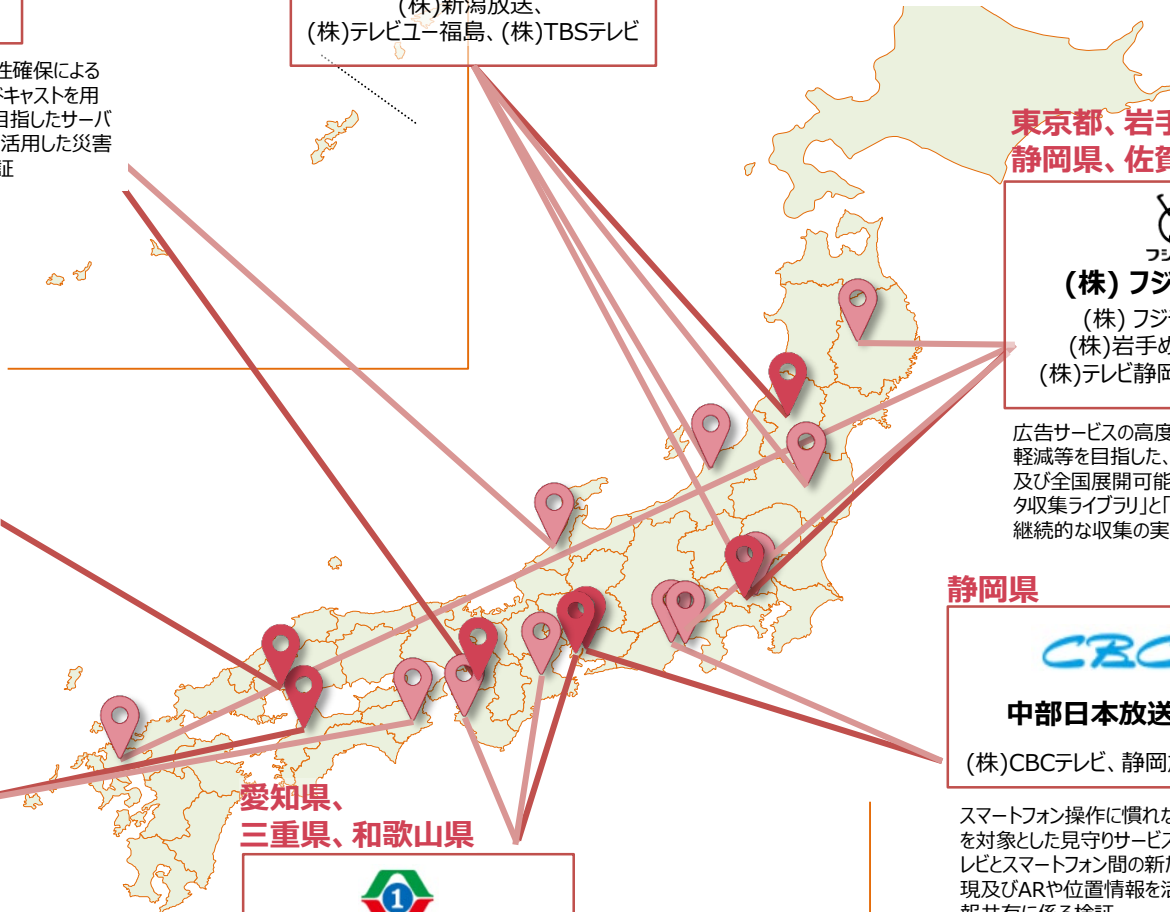 (株)新潟放送、
(株)テレビユー福島、(株)TBSテレビ
性確保による
キャストを用
目指したサーバ
活用した災害
証
東京都、岩手
静岡県、佐賀
(株) フジ
(株) フジ
(株)岩手め
(株)テレビ静岡
広告サービスの高度
軽減等を目指した、
及び全国展開可能
タ収集ライブラリ」と「
継続的な収集の実
静岡県
CBC
中部日本放送
(株)CBCテレビ、静岡
スマートフォン操作に慣れな
を対象とした見守りサービス
レビとスマートフォン間の新た
現及びARや位置情報を活
報共有に係る検証
愛知県、
三重県、和歌山県
1